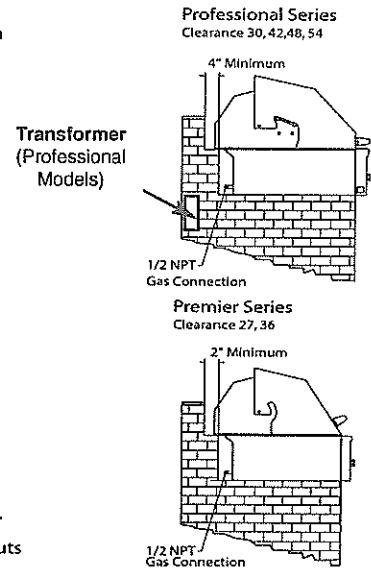 Professional Series
Clearance 30, 42, 48, 54
4" Minimum
Transformer
(Professional
Models)
1/2 NPT
Gas Connection
Premier Series
Clearance 27, 36
2" Minimum
1/2 NPT
Gas Connection
uts